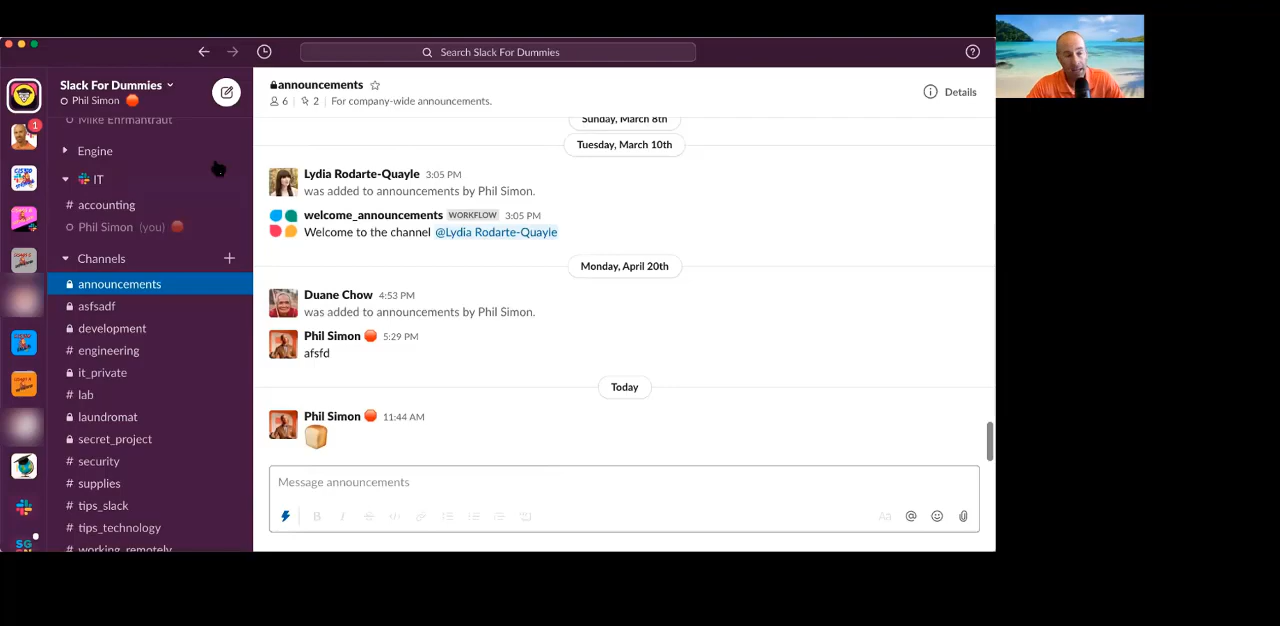 Search Slack For Dummies
Slack For Dummies
Phil Simon
1
Mike Ehrmantraut
Engine
IT
# accounting
Phil Simon (you)
Channels +
announcements
asfsadf
development
# engineering
it_private
# lab
laundromat
secret_project
# security
# supplies
# tips_slack
# tips_technology
working_remotely
SG
announcements
6 | 2 | For company-wide announcements.
Details
Sunday, March 8th
Tuesday, March 10th
Lydia Rodarte-Quayle 3:05 PM
was added to announcements by Phil Simon.
welcome_announcements WORKFLOW 3:05 PM
Welcome to the channel @Lydia Rodarte-Quayle
Monday, April 20th
Duane Chow 4:53 PM
was added to announcements by Phil Simon.
Phil Simon 5:29 PM
afsfd
Today
Phil Simon 11:44 AM
Message announcements
B I S </> Aa @